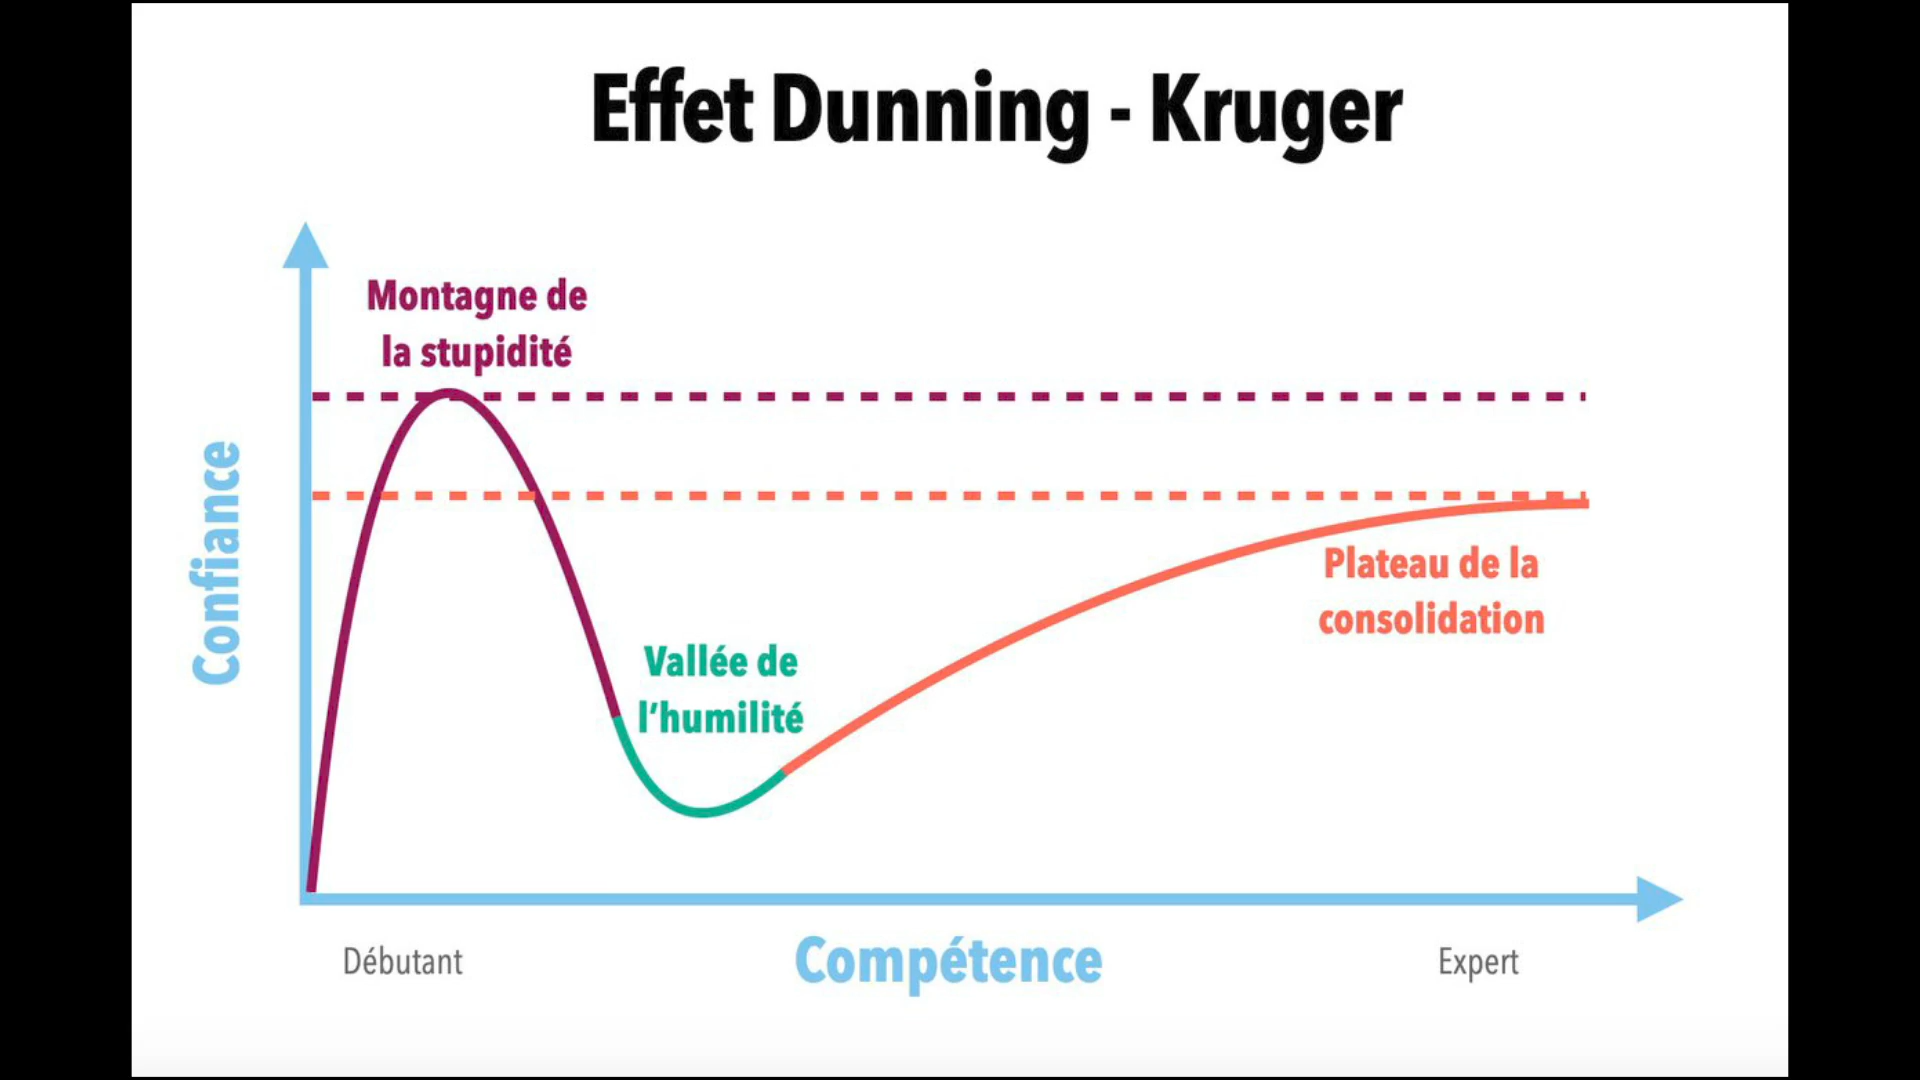 Effet Dunning - Kruger
Montagne de
la stupidité
Confiance
Vallée de
l’humilité
Plateau de la
consolidation
Débutant
Compétence
Expert